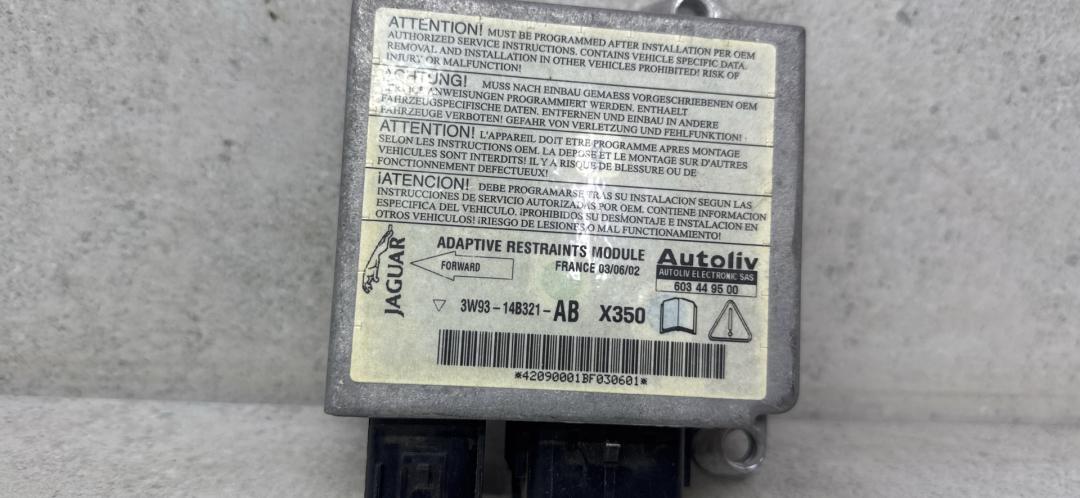 ATTENTION! MUST BE PROGRAMMED AFTER INSTALLATION PER OEM
AUTHORIZED SERVICE INSTRUCTIONS. CONTAINS VEHICLE SPECIFIC DATA.
REMOVAL AND INSTALLATION IN OTHER VEHICLES PROHIBITED! RISK OF
INJURY OR MALFUNCTION!
ACHTUNG! MUSS NACH EINBAU GEMAESS VORGESCHRIEBENEN OEM
ANWEISUNGEN PROGRAMMIERT WERDEN. ENTHAELT
FAHRZEUGSPEZIFISCHE DATEN. ENTFERNEN UND EINBAU IN ANDERE
FAHRZEUGE VERBOTEN! GEFAHR VON VERLETZUNG UND FEHLFUNKTION!
ATTENTION! L'APPAREIL DOIT ETRE PROGRAMME APRES MONTAGE
SELON LES INSTRUCTIONS OEM. LA DEPOSE ET LE MONTAGE SUR D'AUTRES
VEHICULES SONT INTERDITS! IL Y A RISQUE DE BLESSURE OU DE
FONCTIONNEMENT DEFECTUEUX!
¡ATENCION! DEBE PROGRAMARSE TRAS SU INSTALACION SEGUN LAS
INSTRUCCIONES DE SERVICIO AUTORIZADAS POR OEM. CONTIENE INFORMACION
ESPECIFICA DEL VEHICULO. ¡PROHIBIDOS SU DESMONTAJE E INSTALACION EN
OTROS VEHICULOS! ¡RIESGO DE LESIONES O MAL FUNCIONAMIENTO!
JAGUAR
ADAPTIVE RESTRAINTS MODULE
FORWARD
FRANCE 03/06/02
Autoliv
AUTOLIV ELECTRONIC SAS
603 44 95 00
3W93-14B321-AB X350
*42090001BF030601*